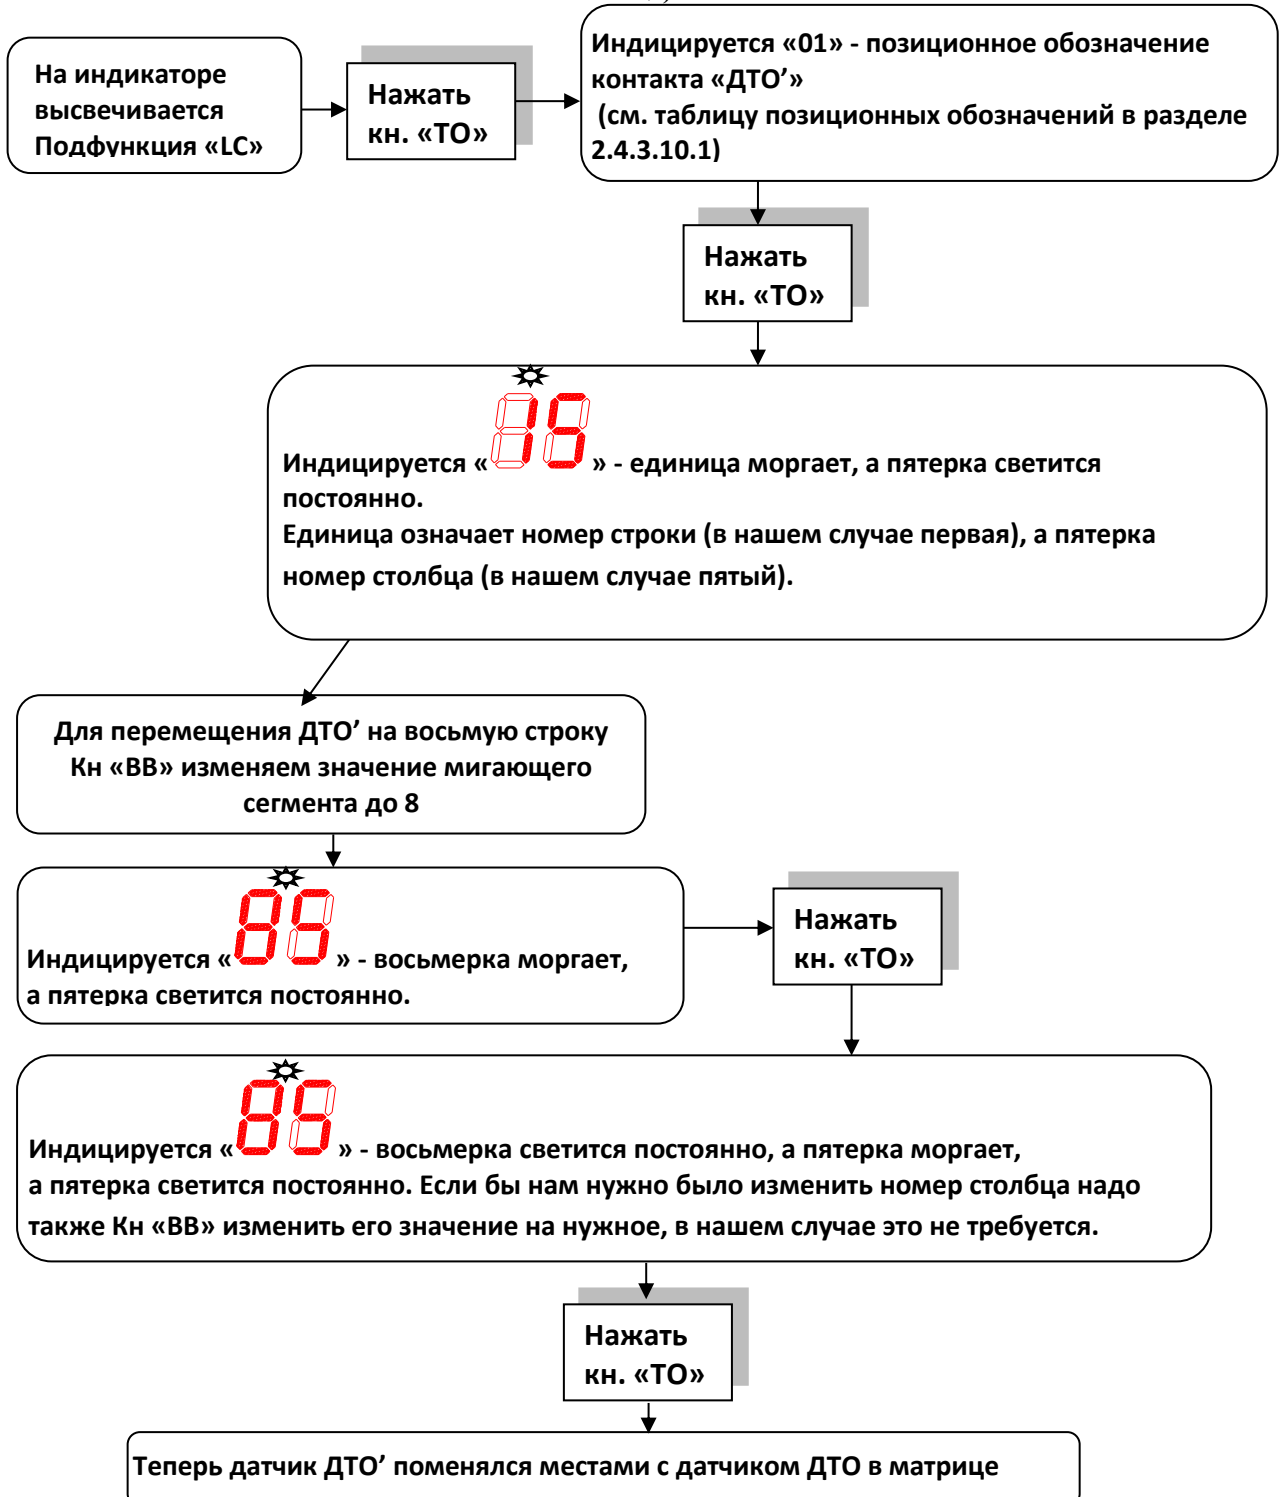 На индикаторе
высвечивается
Подфункция «LC»
Нажать
кн. «ТО»
Индицируется «01» - позиционное обозначение
контакта «ДТО’»
(см. таблицу позиционных обозначений в разделе
2.4.3.10.1)
Нажать
кн. «ТО»
Индицируется «15» - единица моргает, а пятерка светится
постоянно.
Единица означает номер строки (в нашем случае первая), а пятерка
номер столбца (в нашем случае пятый).
Для перемещения ДТО’ на восьмую строку
Кн «ВВ» изменяем значение мигающего
сегмента до 8
Индицируется «85» - восьмерка моргает,
а пятерка светится постоянно.
Нажать
кн. «ТО»
Индицируется «85» - восьмерка светится постоянно, а пятерка моргает,
а пятерка светится постоянно. Если бы нам нужно было изменить номер столбца надо
также Кн «ВВ» изменить его значение на нужное, в нашем случае это не требуется.
Нажать
кн. «ТО»
Теперь датчик ДТО’ поменялся местами с датчиком ДТО в матрице